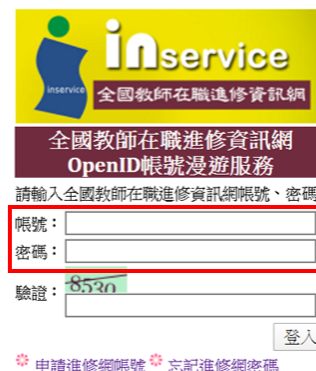 inservice
inservice
全國教師在職進修資訊網
全國教師在職進修資訊網
OpenID帳號漫遊服務
請輸入全國教師在職進修資訊網帳號、密碼
帳號：
密碼：
驗證：
8530
登入
申請進修網帳號 忘記進修網密碼